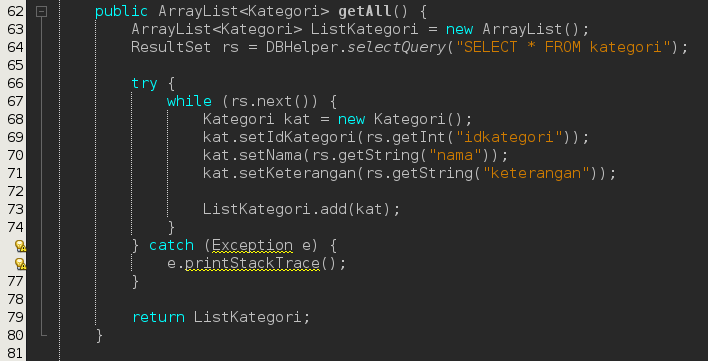 62 public ArrayList<Kategori> getAll() {
63 ArrayList<Kategori> ListKategori = new ArrayList();
64 ResultSet rs = DBHelper.selectQuery("SELECT * FROM kategori");
65
66 try {
67 while (rs.next()) {
68 Kategori kat = new Kategori();
69 kat.setIdKategori(rs.getInt("idkategori"));
70 kat.setNama(rs.getString("nama"));
71 kat.setKeterangan(rs.getString("keterangan"));
72
73 ListKategori.add(kat);
74 }
} catch (Exception e) {
e.printStackTrace();
77 }
78
79 return ListKategori;
80 }
81